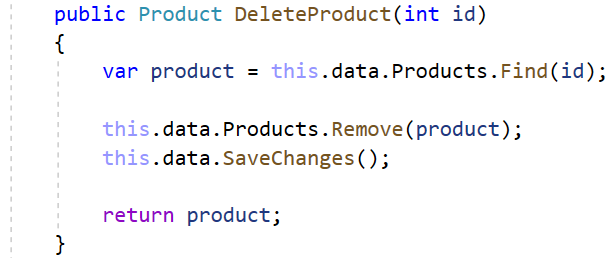 public Product DeleteProduct(int id)
{
var product = this.data.Products.Find(id);
this.data.Products.Remove(product);
this.data.SaveChanges();
return product;
}